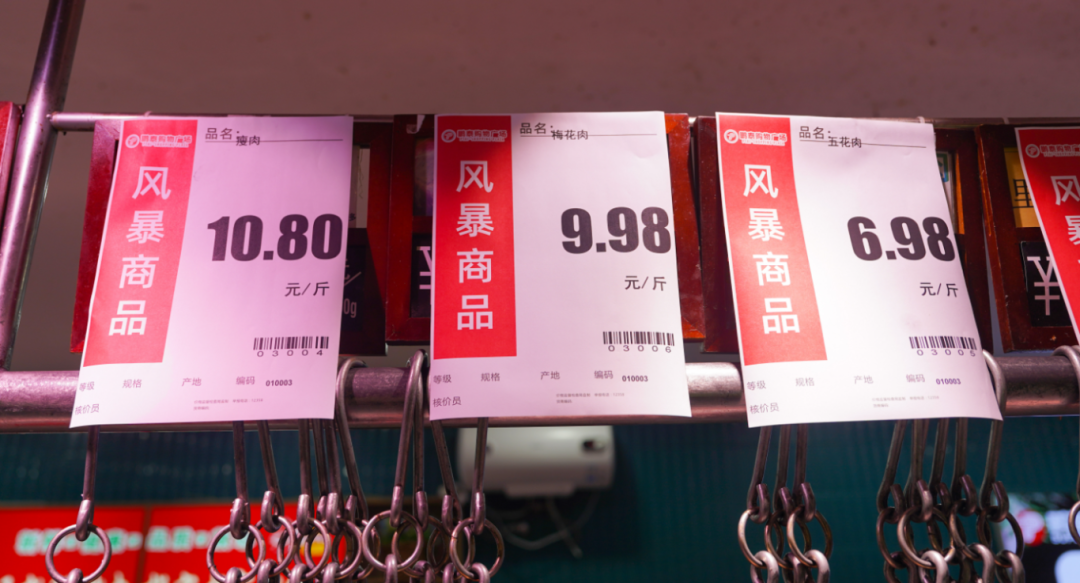 品名:瘦肉
风暴商品
10.80
元/斤
03004
等级 规格 产地 编码 010003
核价员
品名:梅花肉
风暴商品
9.98
元/斤
03006
等级 规格 产地 编码 010003
核价员
品名:五花肉
风暴商品
6.98
元/斤
03005
等级 规格 产地 编码 010003
核价员
¥
风